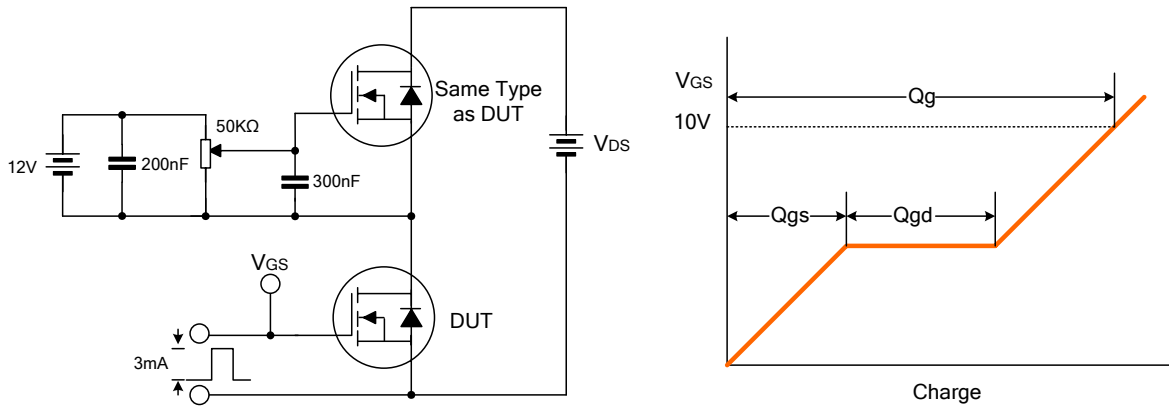 Same Type
as DUT
50KΩ
12V
200nF
300nF
VDS
VGS
DUT
3mA
VGS
Qg
10V
Qgs
Qgd
Charge